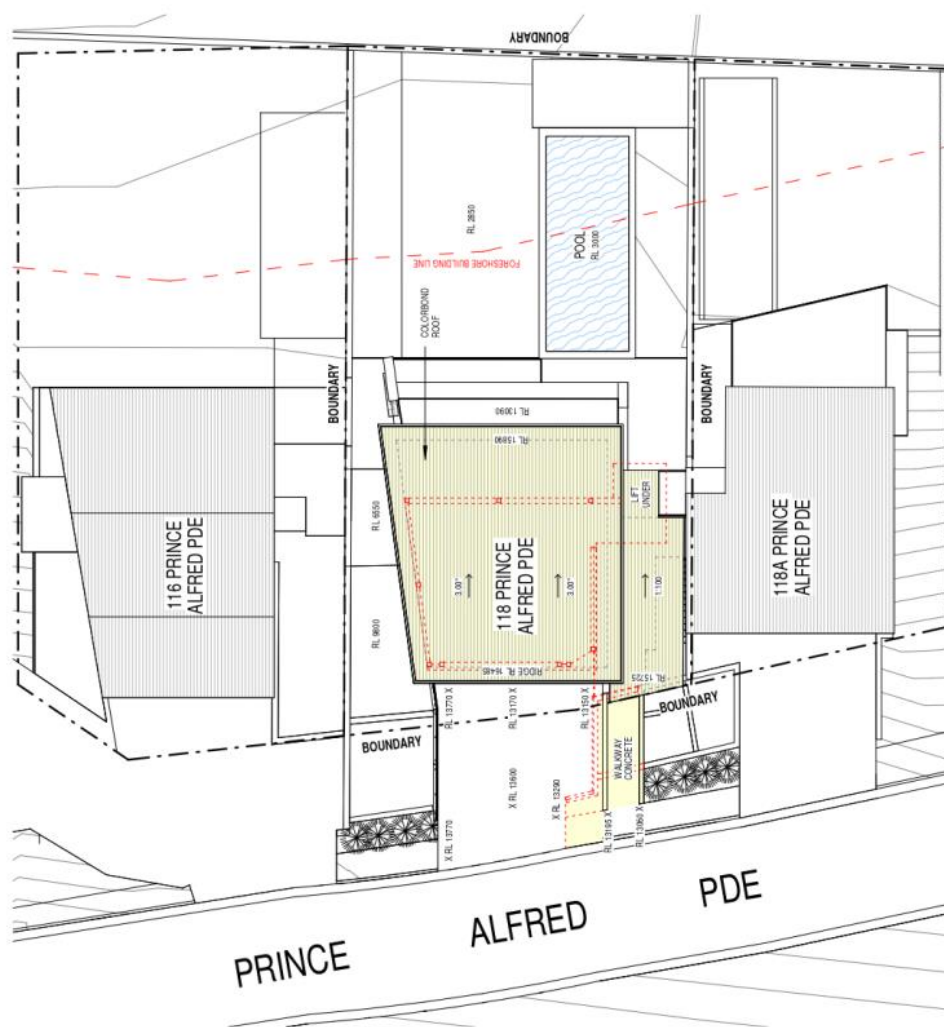 BOUNDARY
RL 2850
FORESHORE BUILDING LINE
POOL
RL 3000
COLORBOND
ROOF
BOUNDARY
BOUNDARY
RL 13090
RL 15890
116 PRINCE
ALFRED PDE
RL 6550
LIFT
UNDER
118A PRINCE
ALFRED PDE
3.00°
118 PRINCE
ALFRED PDE
3.00°
1:100
RL 9800
RIDGE RL 16485
RL 15725
RL 13770 X
RL 13170 X
RL 13150 X
BOUNDARY
BOUNDARY
WALKWAY
CONCRETE
X RL 13600
X RL 13290
X RL 13770
RL 13195 X
RL 13060 X
PRINCE ALFRED PDE